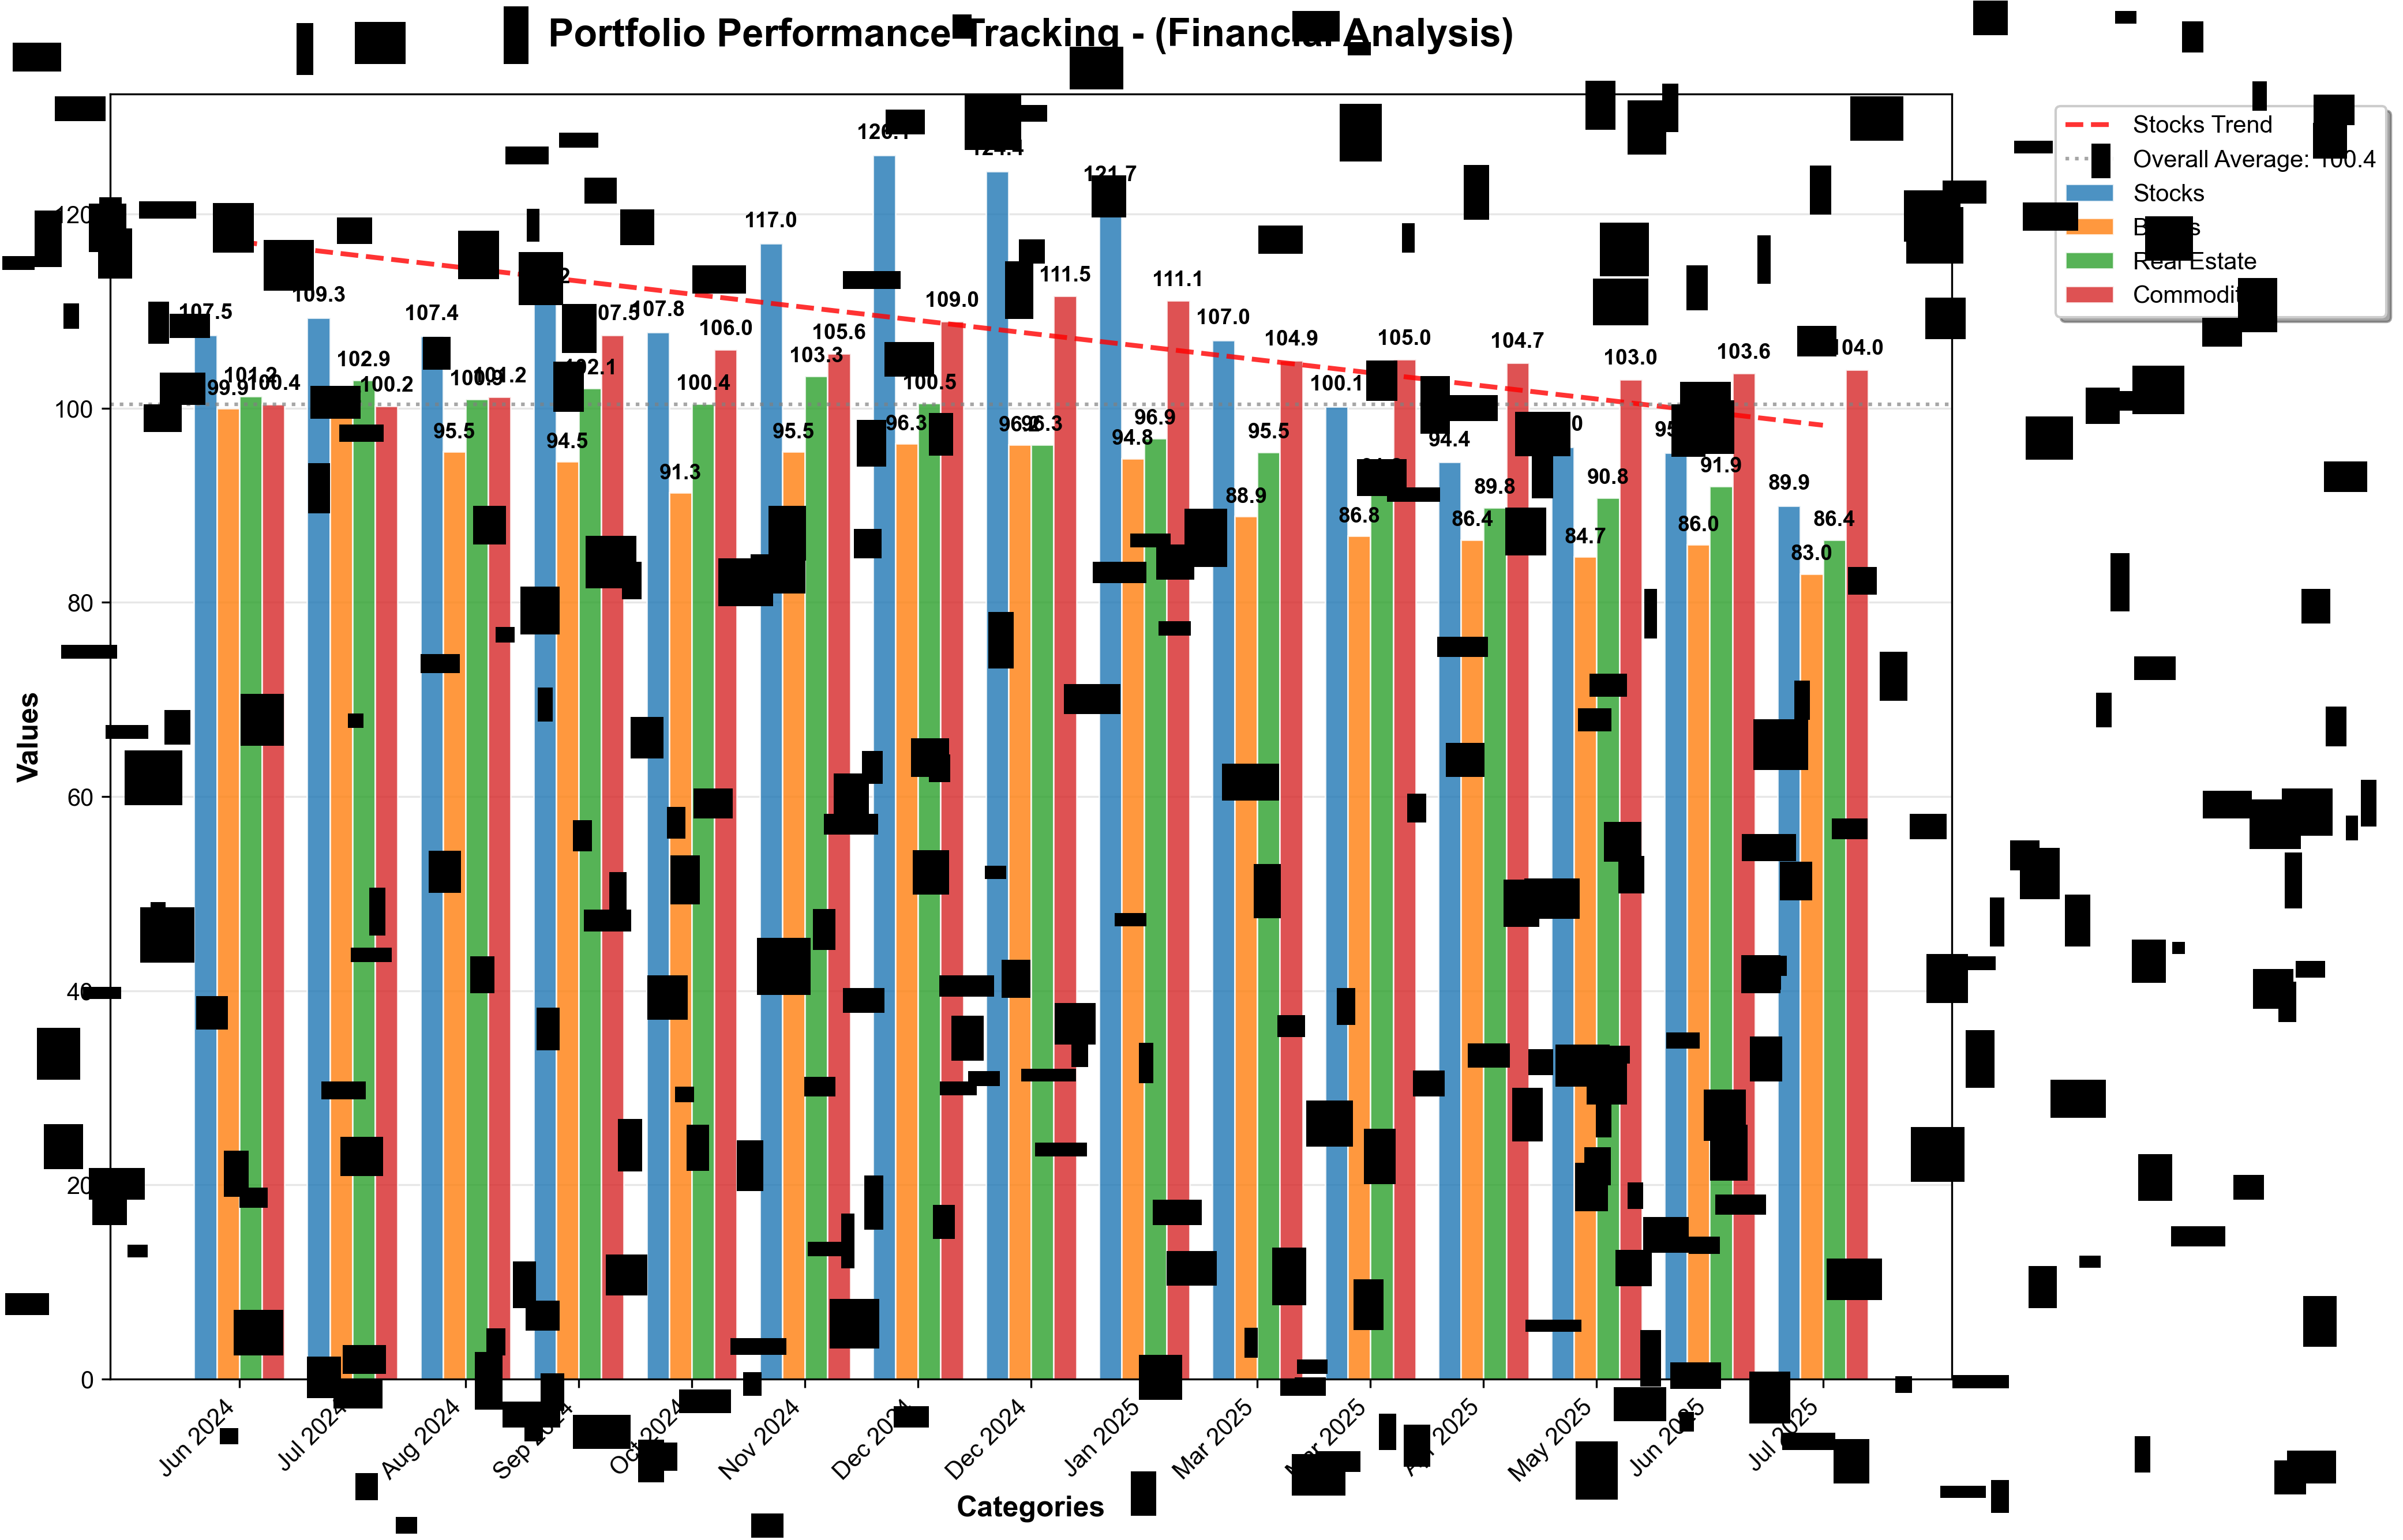 Portfolio Performance Tracking - (Financial Analysis)
Stocks Trend
Overall Average: 100.4
Stocks
Real Estate
Values
120
100
80
60
40
20
0
107.5
99.9
101.2
100.4
109.3
102.9
100.2
107.4
95.5
100.9
101.2
94.5
102.1
107.5
107.8
91.3
100.4
106.0
117.0
95.5
103.3
105.6
126.1
96.3
100.5
109.0
124.4
96.2
96.3
111.5
121.7
94.8
96.9
111.1
107.0
88.9
95.5
104.9
100.1
86.8
105.0
94.4
86.4
89.8
104.7
84.7
90.8
103.0
86.0
91.9
103.6
89.9
83.0
86.4
104.0
Jun 2024
Jul 2024
Aug 2024
Sep 2024
Oct 2024
Nov 2024
Dec 2024
Dec 2024
Jan 2025
Mar 2025
Mar 2025
Apr 2025
May 2025
Jun 2025
Jul 2025
Categories